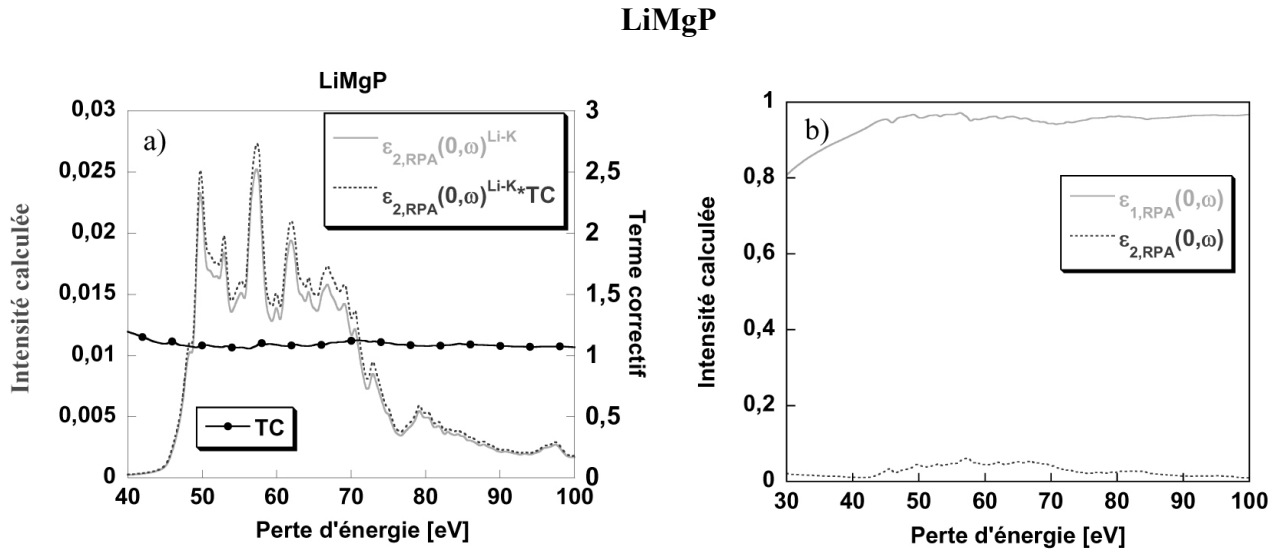 LiMgP
LiMgP
a)
ε2,RPA(0,ω)Li-K
ε2,RPA(0,ω)Li-K*TC
TC
0,03
0,025
0,02
0,015
0,01
0,005
0
3
2,5
2
1,5
1
0,5
0
40 50 60 70 80 90 100
Intensité calculée
Terme correctif
Perte d'énergie [eV]
b)
ε1,RPA(0,ω)
ε2,RPA(0,ω)
1
0,8
0,6
0,4
0,2
0
30 40 50 60 70 80 90 100
Intensité calculée
Perte d'énergie [eV]